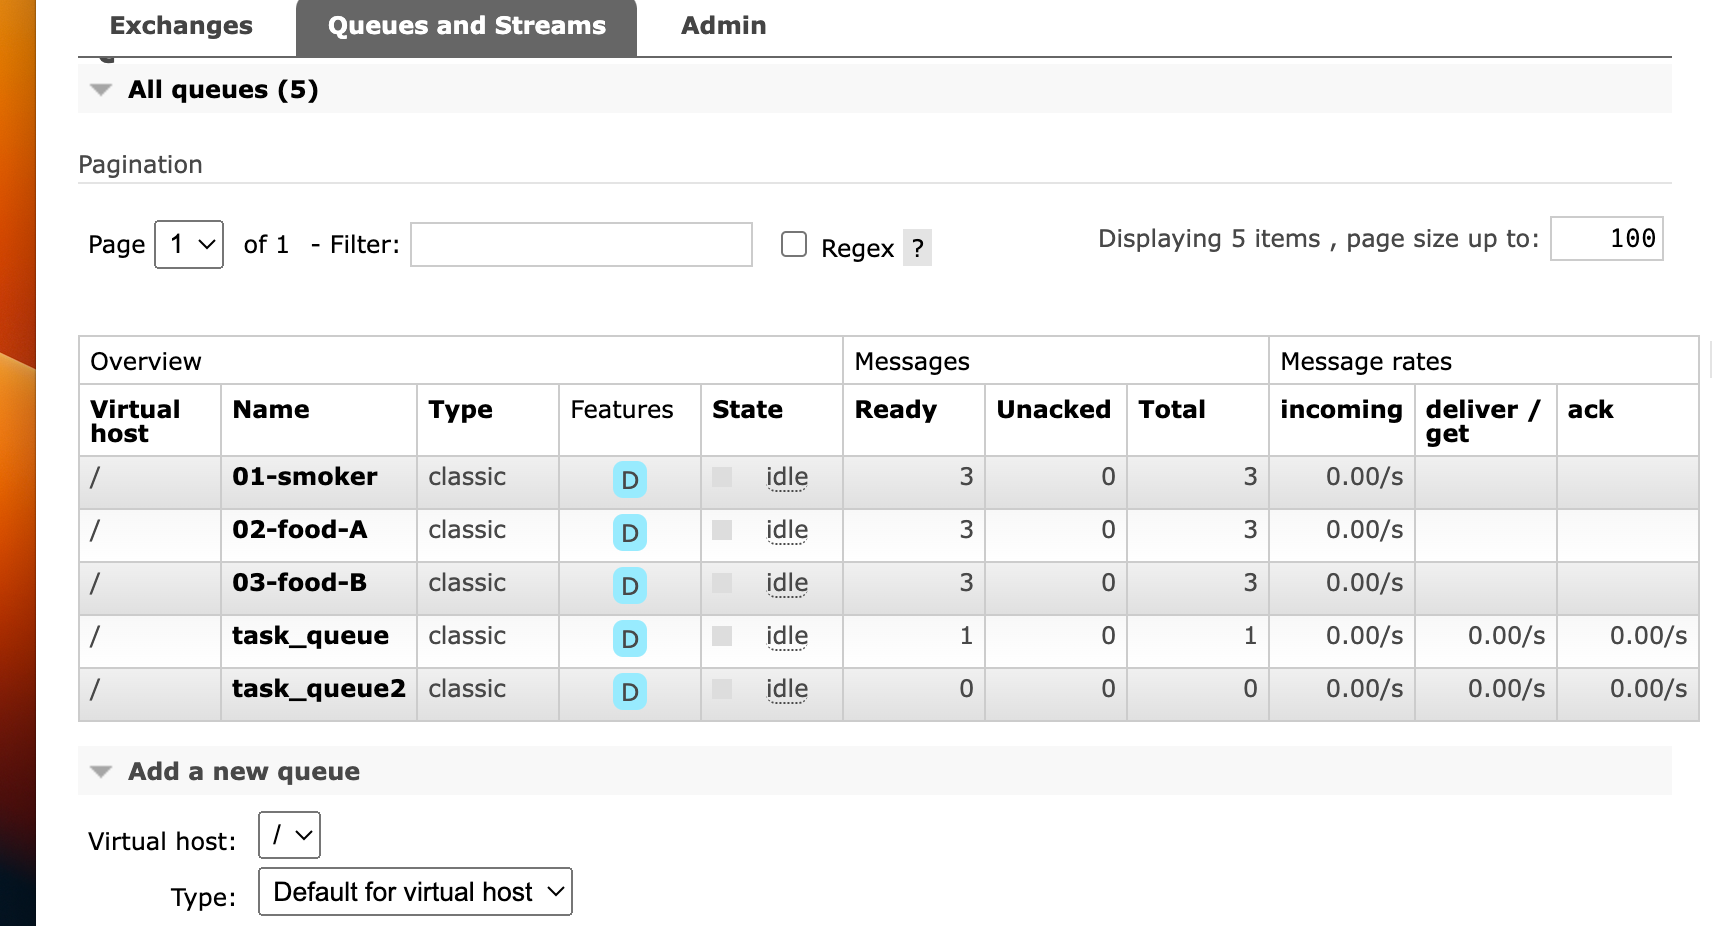 Exchanges Queues and Streams Admin
All queues (5)
Pagination
Page 1 of 1 - Filter: Regex ? Displaying 5 items , page size up to: 100
Overview Messages Message rates
Virtual host Name Type Features State Ready Unacked Total incoming deliver / get ack
/ 01-smoker classic D idle 3 0 3 0.00/s
/ 02-food-A classic D idle 3 0 3 0.00/s
/ 03-food-B classic D idle 3 0 3 0.00/s
/ task_queue classic D idle 1 0 1 0.00/s 0.00/s 0.00/s
/ task_queue2 classic D idle 0 0 0 0.00/s 0.00/s 0.00/s
Add a new queue
Virtual host: /
Type: Default for virtual host